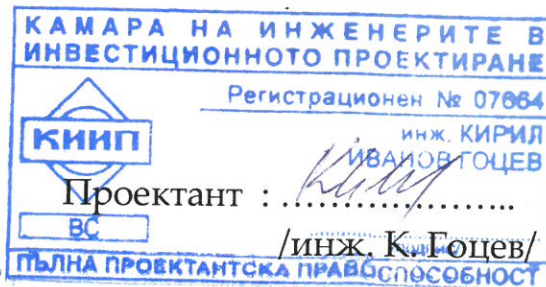 КАМАРА НА ИНЖЕНЕРИТЕ В
ИНВЕСТИЦИОННОТО ПРОЕКТИРАНЕ
Регистрационен № 07664
КИИП
инж. КИРИЛ
ИВАНОВ ГОЦЕВ
Проектант : ....................
ВС
/инж. К. Гоцев/
ПЪЛНА ПРОЕКТАНТСКА ПРАВОСПОСОБНОСТ